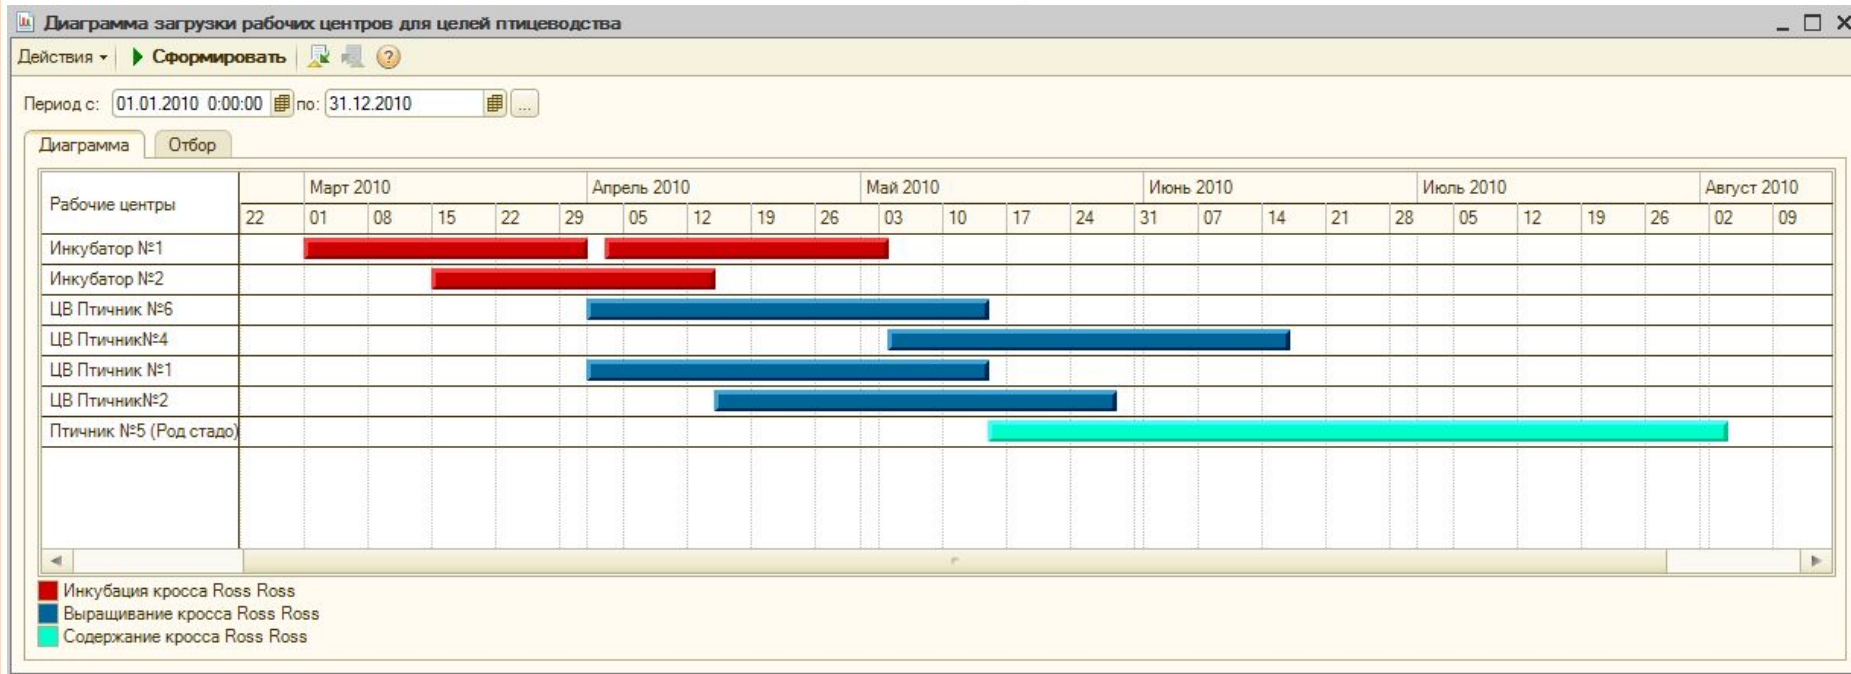 Диаграмма загрузки рабочих центров для целей птицеводства
Действия Сформировать
Период с: 01.01.2010 0:00:00 по: 31.12.2010 ...
Диаграмма Отбор
Рабочие центры Март 2010 Апрель 2010 Май 2010 Июнь 2010 Июль 2010 Август 2010
22 01 08 15 22 29 05 12 19 26 03 10 17 24 31 07 14 21 28 05 12 19 26 02 09
Инкубатор №1
Инкубатор №2
ЦВ Птичник №6
ЦВ Птичник№4
ЦВ Птичник №1
ЦВ Птичник№2
Птичник №5 (Род стадо)
Инкубация кросса Ross Ross
Выращивание кросса Ross Ross
Содержание кросса Ross Ross